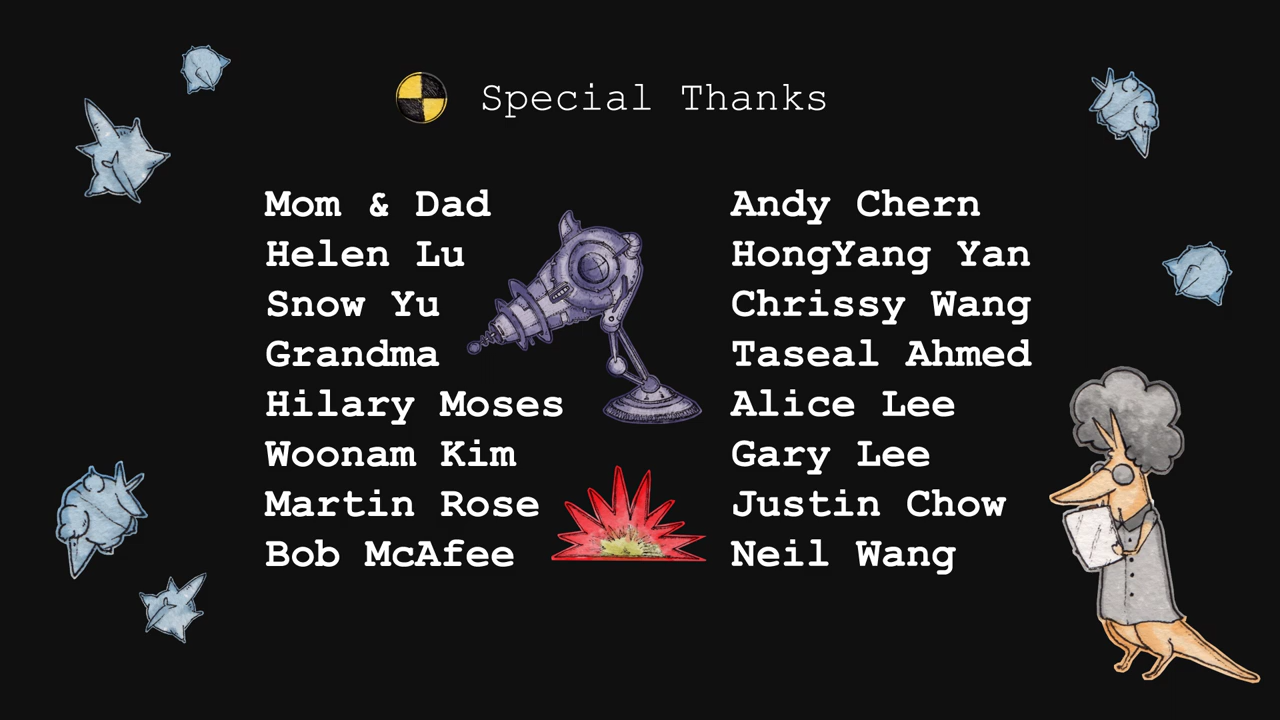 Special Thanks
Mom & Dad
Helen Lu
Snow Yu
Grandma
Hilary Moses
Woonam Kim
Martin Rose
Bob McAfee
Andy Chern
HongYang Yan
Chrissy Wang
Taseal Ahmed
Alice Lee
Gary Lee
Justin Chow
Neil Wang